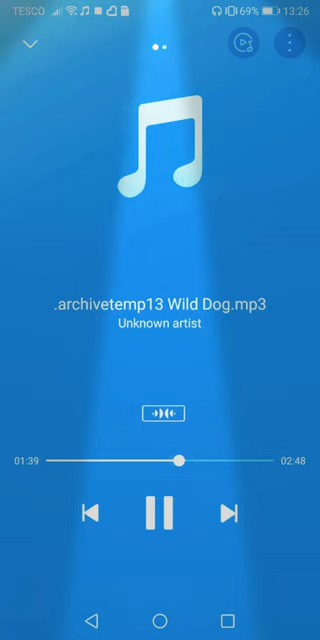 TESCO 69% 13:26
.archivetemp13 Wild Dog.mp3
Unknown artist
01:39 02:48